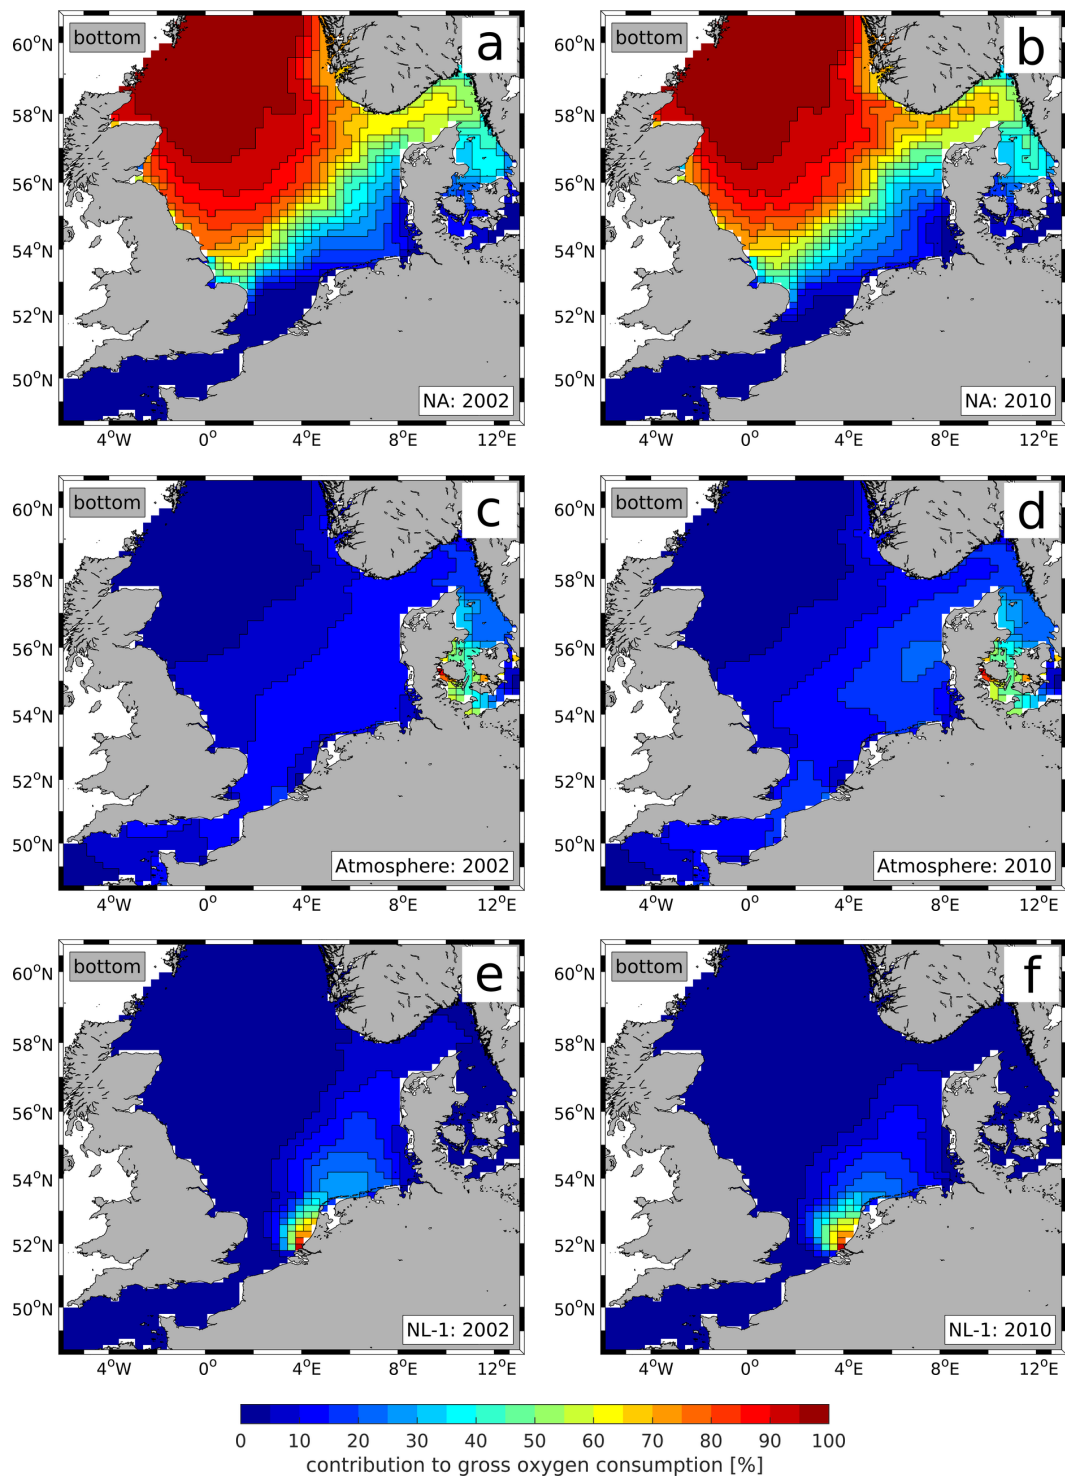 bottom
a
60°N
58°N
56°N
54°N
52°N
50°N
NA: 2002
4°W 0° 4°E 8°E 12°E
bottom
b
60°N
58°N
56°N
54°N
52°N
50°N
NA: 2010
4°W 0° 4°E 8°E 12°E
bottom
c
60°N
58°N
56°N
54°N
52°N
50°N
Atmosphere: 2002
4°W 0° 4°E 8°E 12°E
bottom
d
60°N
58°N
56°N
54°N
52°N
50°N
Atmosphere: 2010
4°W 0° 4°E 8°E 12°E
bottom
e
60°N
58°N
56°N
54°N
52°N
50°N
NL-1: 2002
4°W 0° 4°E 8°E 12°E
bottom
f
60°N
58°N
56°N
54°N
52°N
50°N
NL-1: 2010
4°W 0° 4°E 8°E 12°E
0 10 20 30 40 50 60 70 80 90 100
contribution to gross oxygen consumption [%]